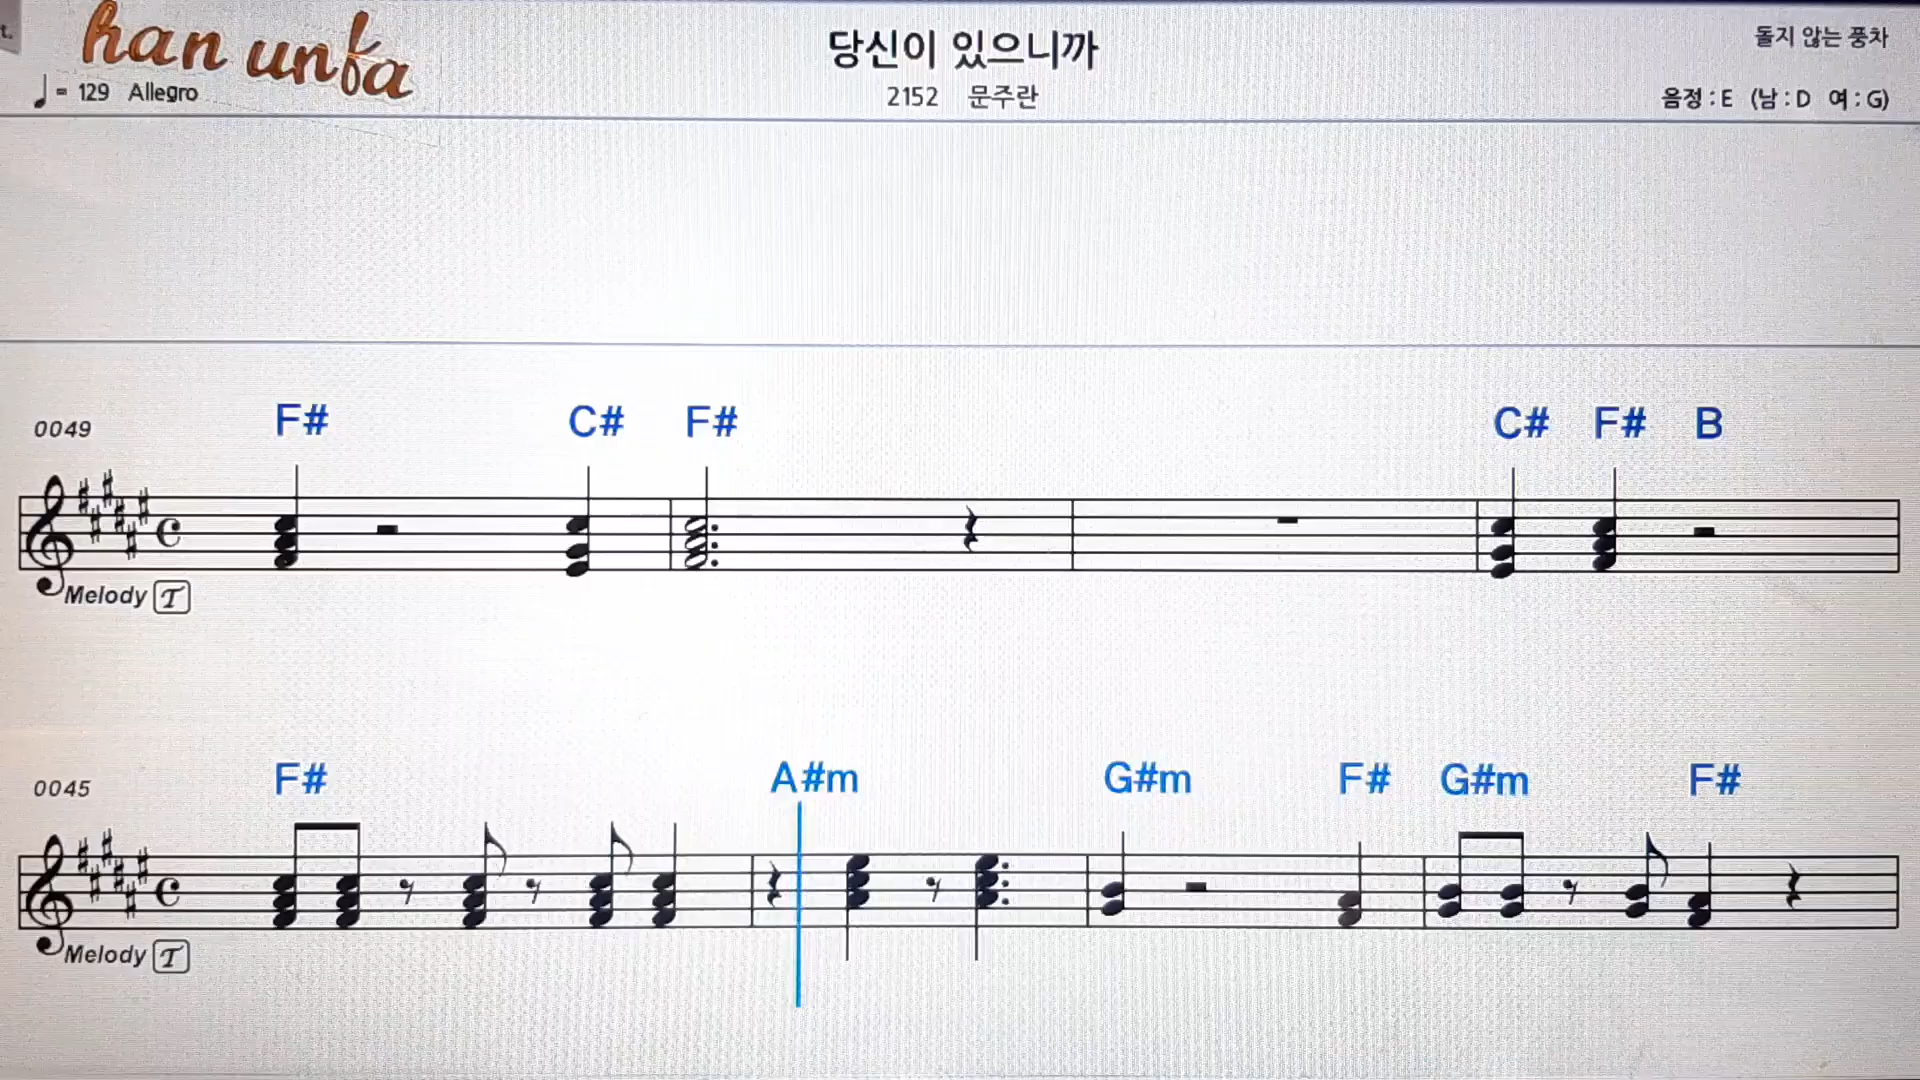 t.
han unfa
당신이 있으니까
돌지 않는 풍차
♩= 129 Allegro
2152 문주란
음정 : E (남 : D 여 : G)
F# C# F# C# F# B
0049
Melody T
F# A#m G#m F# G#m F#
0045
Melody T